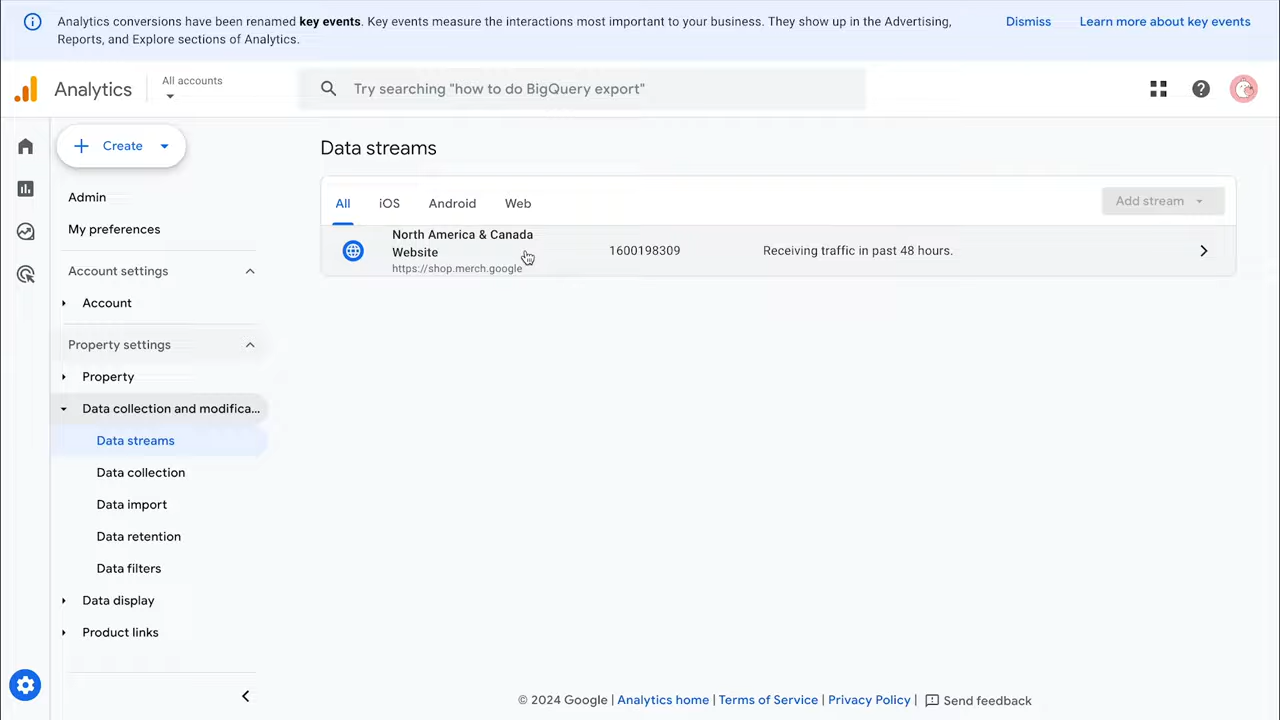 Analytics conversions have been renamed key events. Key events measure the interactions most important to your business. They show up in the Advertising,
Reports, and Explore sections of Analytics.
Dismiss
Learn more about key events
Analytics
All accounts
Try searching "how to do BigQuery export"
Create
Admin
My preferences
Account settings
Account
Property settings
Property
Data collection and modifica...
Data streams
Data collection
Data import
Data retention
Data filters
Data display
Product links
Data streams
All
iOS
Android
Web
Add stream
North America & Canada
Website
https://shop.merch.google
1600198309
Receiving traffic in past 48 hours.
© 2024 Google | Analytics home | Terms of Service | Privacy Policy | Send feedback